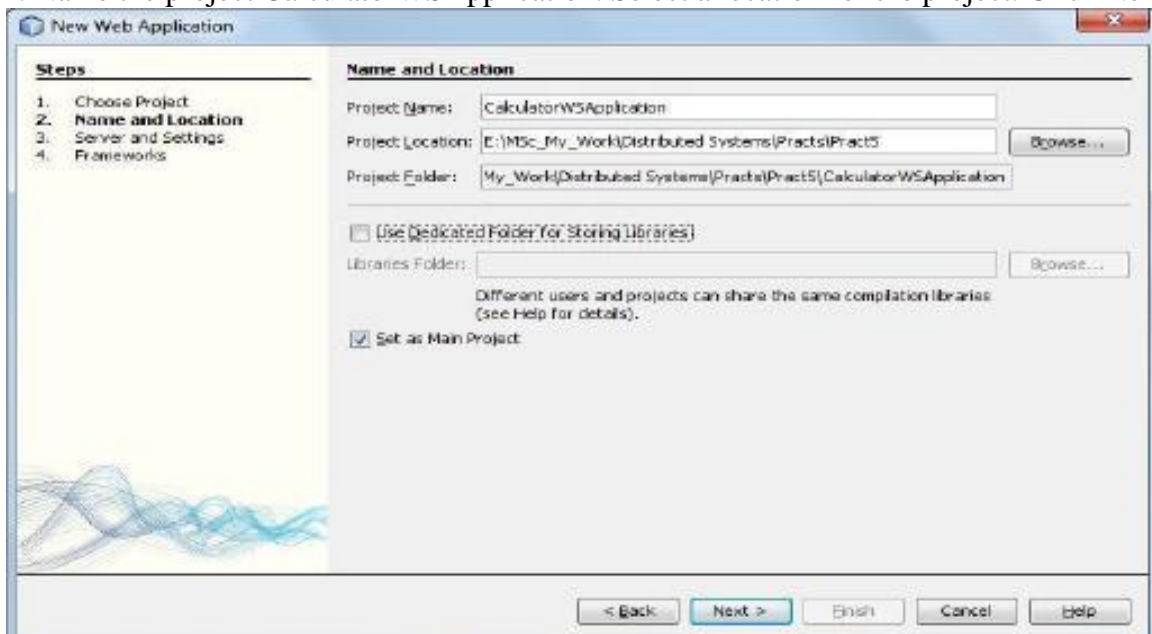 New Web Application
Steps
1. Choose Project
2. Name and Location
3. Server and Settings
4. Frameworks
Name and Location
Project Name: CalculatorWSApplication
Project Location: E:\MSc_My_Work\Distributed Systems\Practs\Pract5 Browse...
Project Folder: My_Work\Distributed Systems\Practs\Pract5\CalculatorWSApplication
Use Dedicated Folder for Storing Libraries
Libraries Folder: Browse...
Different users and projects can share the same compilation libraries
(see Help for details).
Set as Main Project
< Back Next > Finish Cancel Help